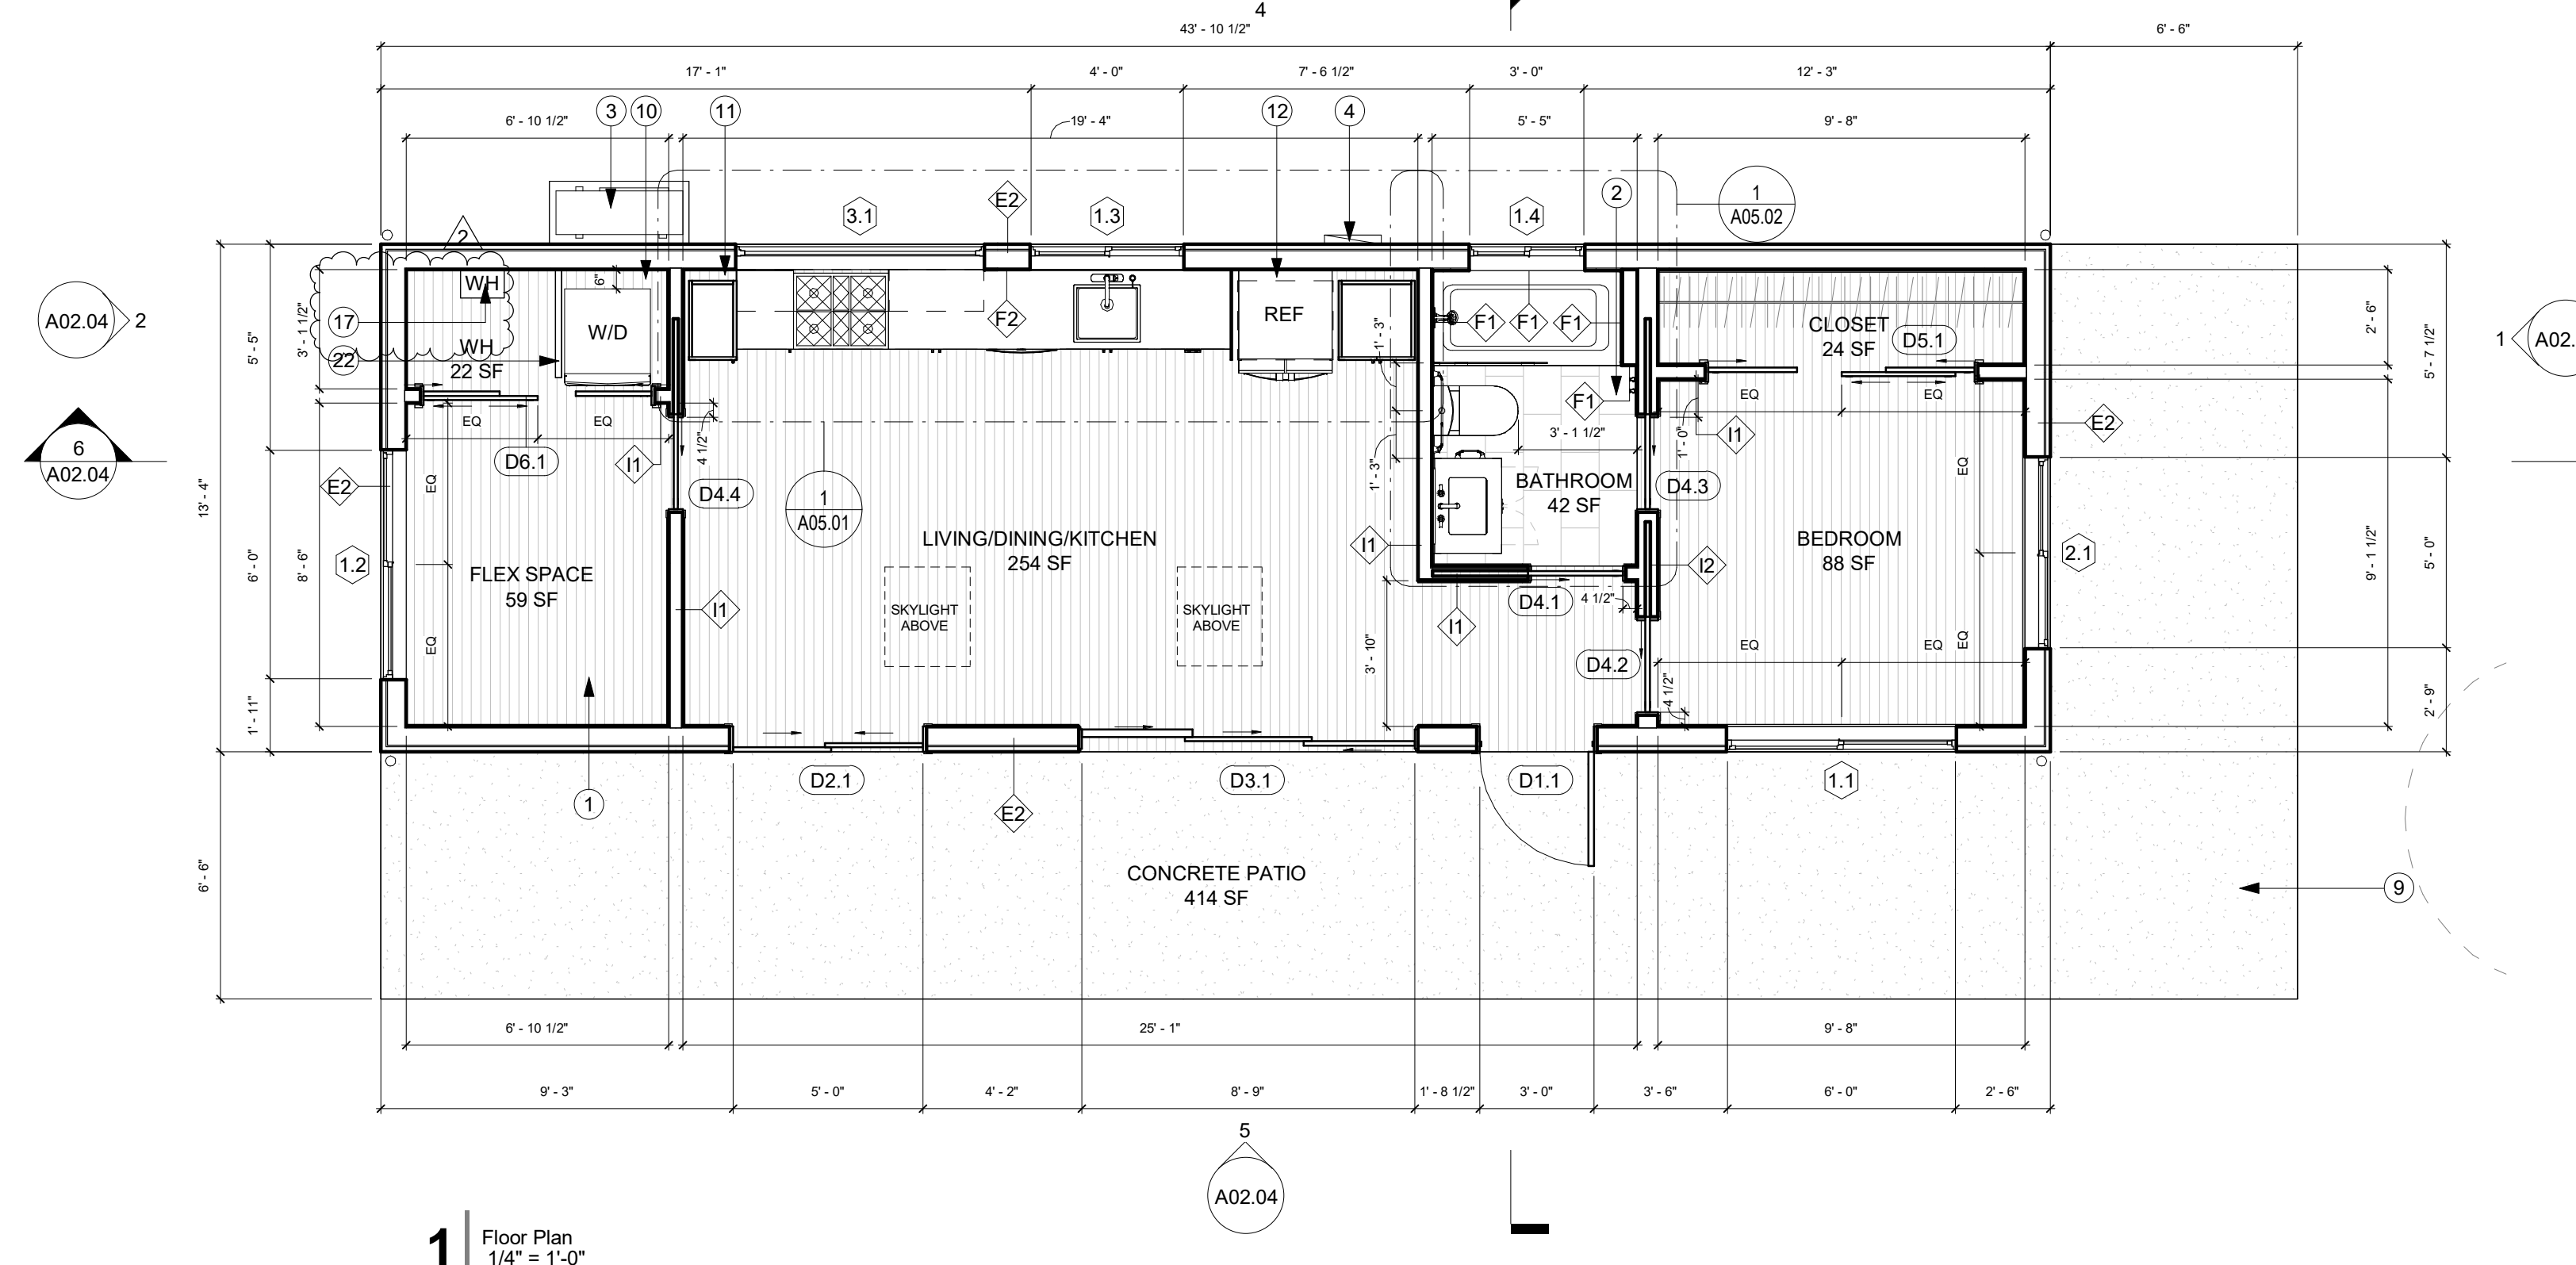 4
43' - 10 1/2"
6' - 6"
17' - 1"
4' - 0"
7' - 6 1/2"
3' - 0"
12' - 3"
6' - 10 1/2"
3
10
11
19' - 4"
12
4
5' - 5"
9' - 8"
2
E2
3.1
1.3
1.4
1
A05.02
2
WH
6"
W/D
REF
F2
F1
F1
F1
CLOSET
24 SF
D5.1
A02.04
2
17
22
WH
22 SF
5' - 5"
3' - 1 1/2"
1' - 3"
2' - 6"
5' - 7 1/2"
1
A02.
6
A02.04
EQ
EQ
D6.1
I1
4 1/2"
F1
3' - 1 1/2"
EQ
EQ
1' - 0"
I1
E2
E2
EQ
D4.4
1
A05.01
1' - 3"
BATHROOM
42 SF
D4.3
EQ
13' - 4"
6' - 0"
8' - 6"
1.2
FLEX SPACE
59 SF
LIVING/DINING/KITCHEN
254 SF
I1
I2
BEDROOM
88 SF
2.1
5' - 0"
9' - 1 1/2"
I1
SKYLIGHT
ABOVE
SKYLIGHT
ABOVE
D4.1
4 1/2"
I1
EQ
3' - 10"
D4.2
EQ
EQ
EQ
4 1/2"
1' - 11"
2' - 9"
1
D2.1
E2
D3.1
D1.1
1.1
6' - 6"
CONCRETE PATIO
414 SF
9
6' - 10 1/2"
25' - 1"
9' - 8"
9' - 3"
5' - 0"
4' - 2"
8' - 9"
1' - 8 1/2"
3' - 0"
3' - 6"
6' - 0"
2' - 6"
5
A02.04
1
Floor Plan
1/4" = 1'-0"